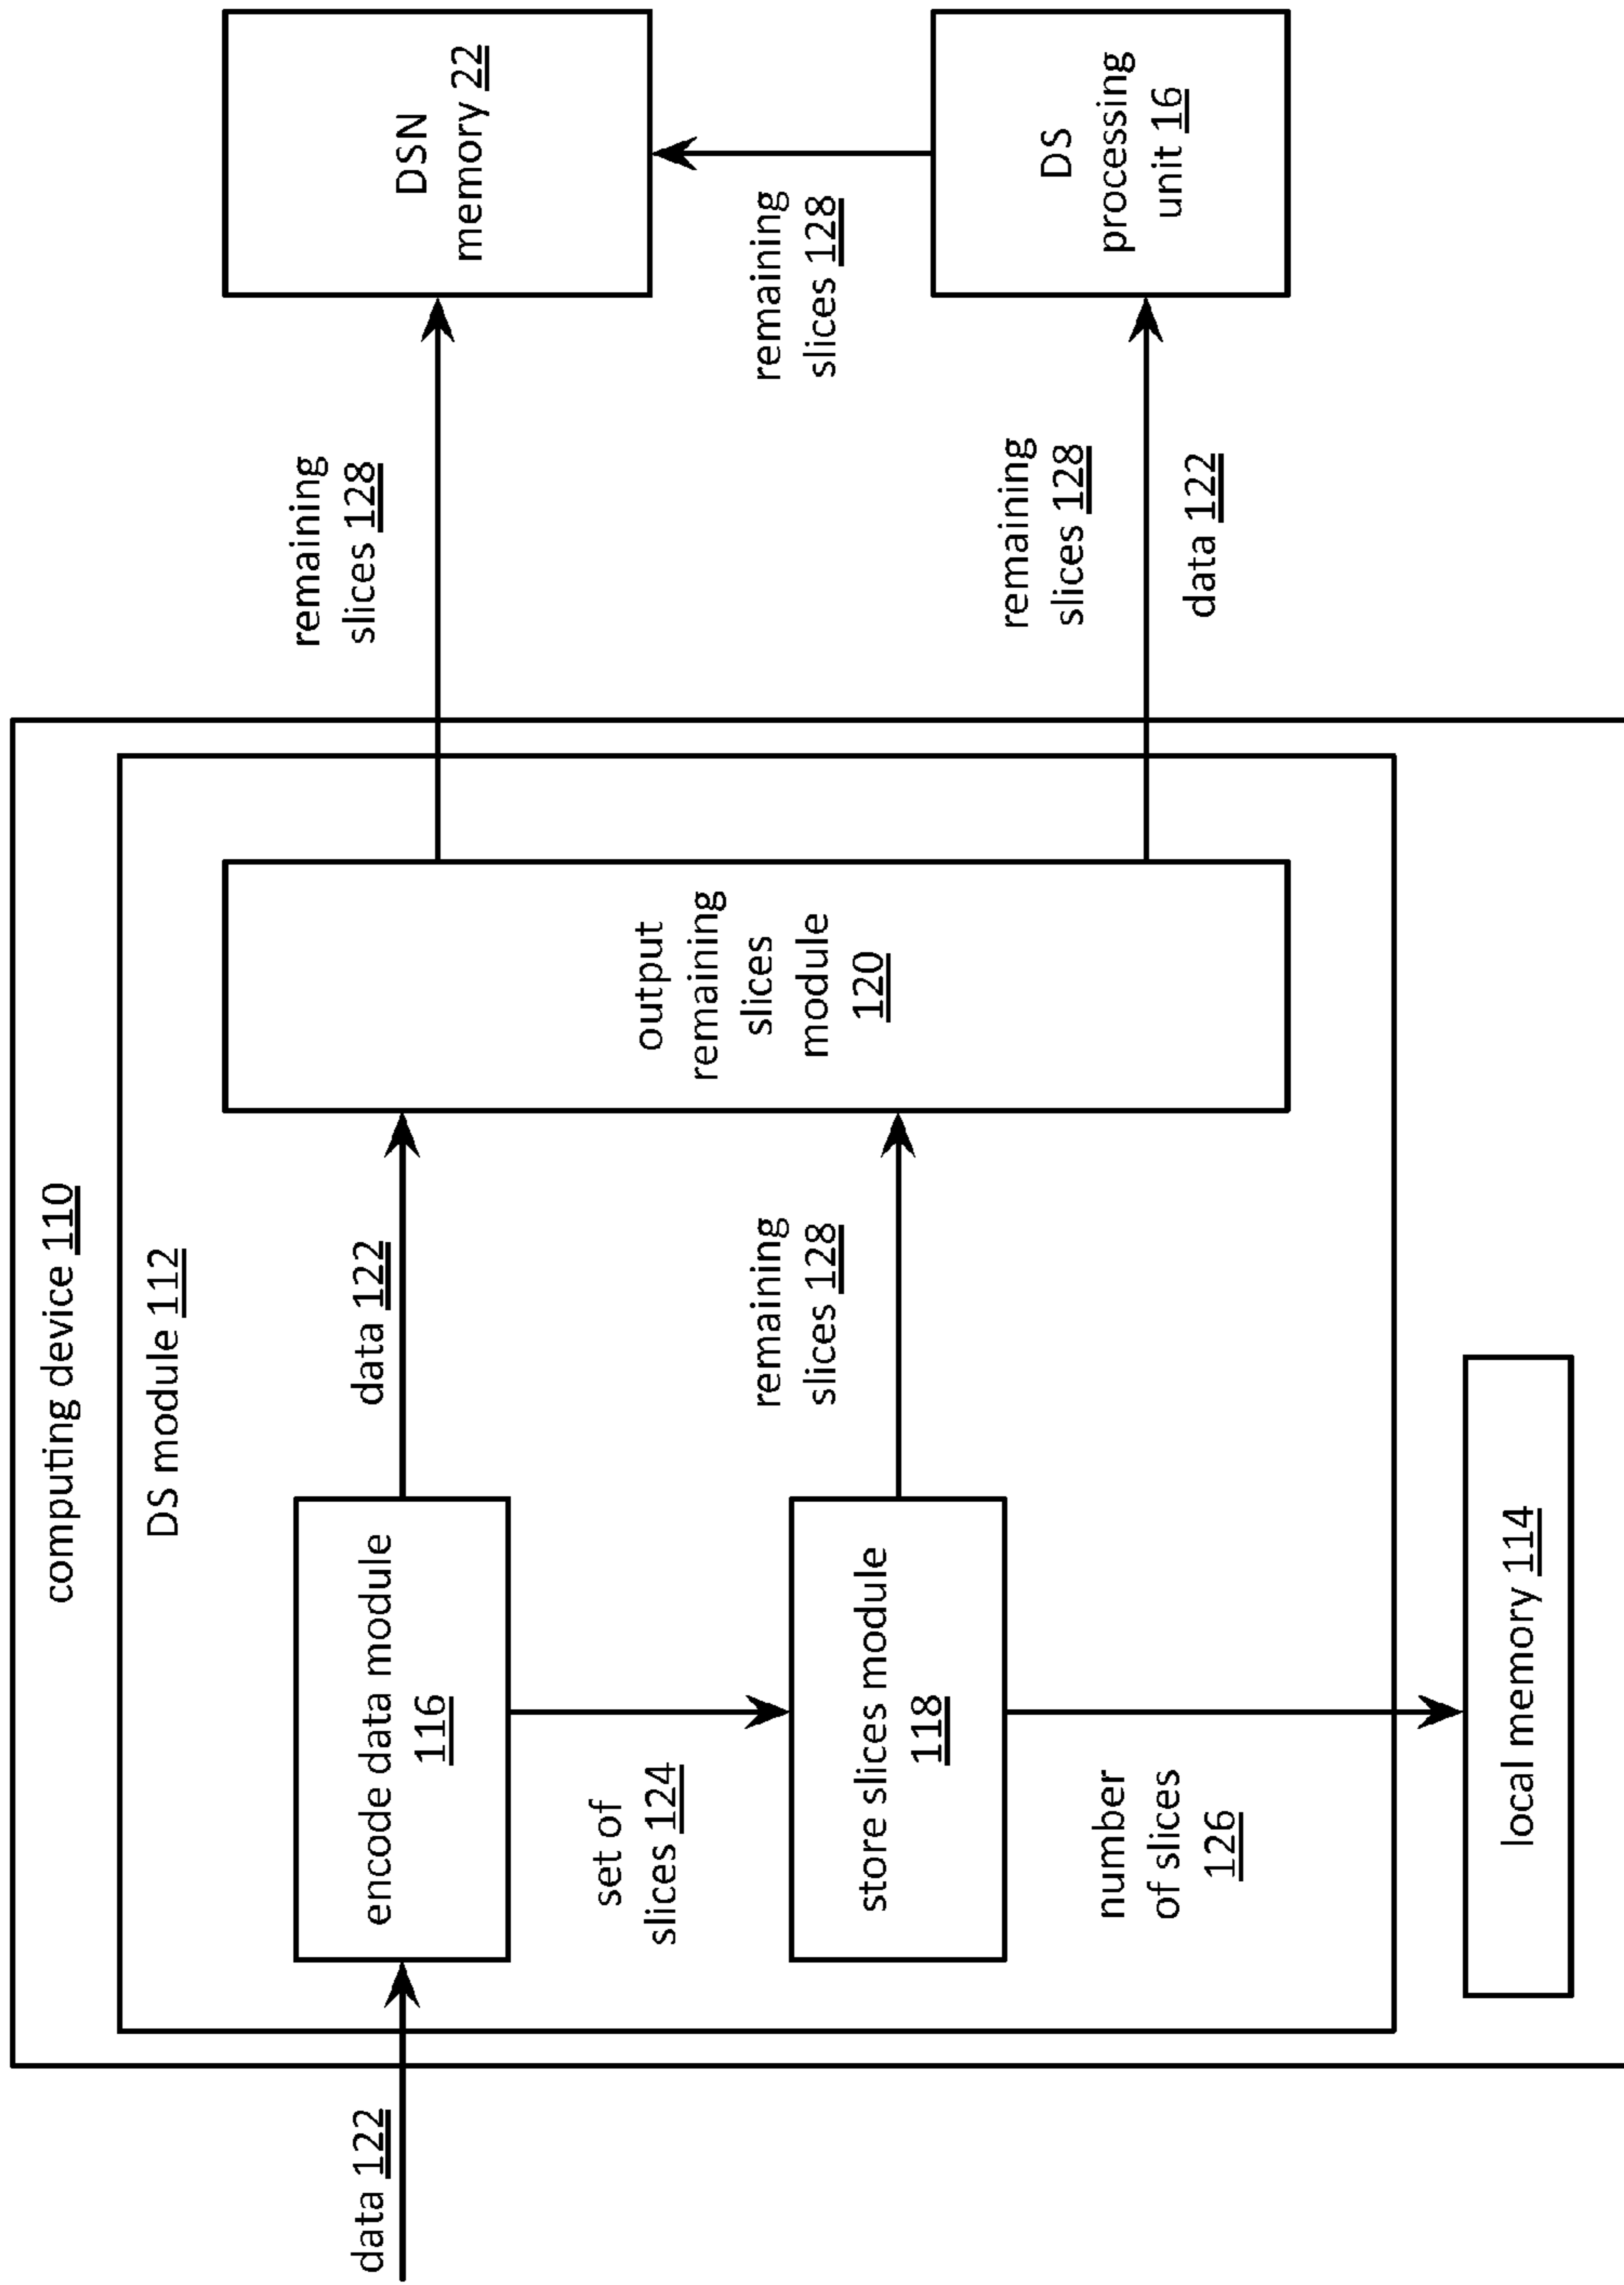 computing device 110
DS module 112
data 122
encode data module
116
data 122
set of
slices 124
store slices module
118
remaining
slices 128
number
of slices
126
local memory 114
output
remaining
slices
module
120
remaining
slices 128
DSN
memory 22
remaining
slices 128
remaining
slices 128
data 122
DS
processing
unit 16